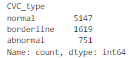 CVC_type
normal 5147
borderline 1619
abnormal 751
Name: count, dtype: int64